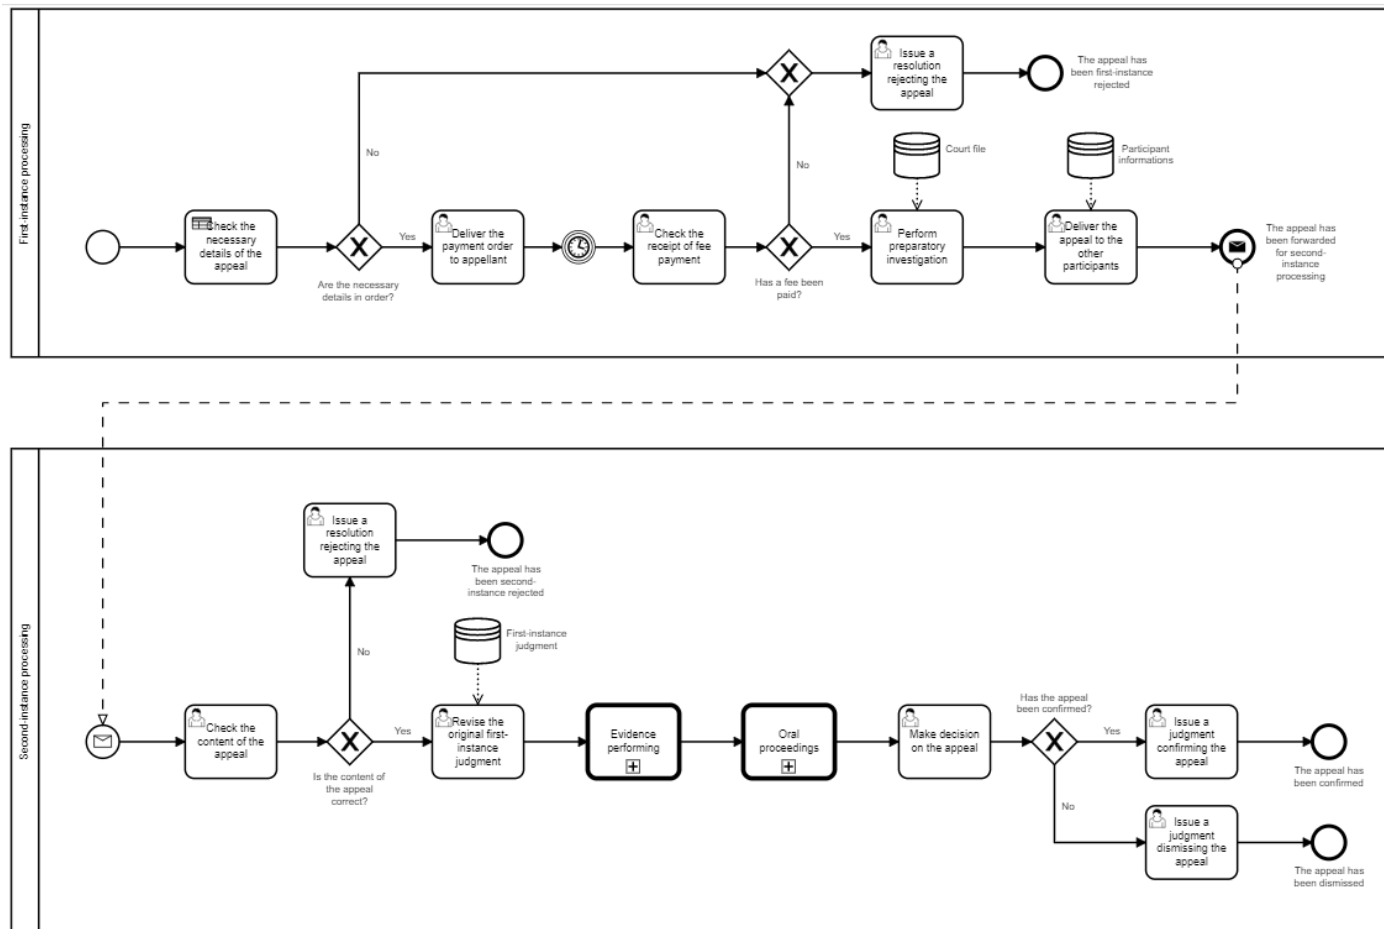 First-instance processing
Issue a
resolution
rejecting the
appeal
The appeal has
been first-instance
rejected
No
No
Court file
Participant
informations
Check the
necessary
details of the
appeal
Are the necessary
details in order?
Yes
Deliver the
payment order
to appellant
Check the
receipt of fee
payment
Has a fee been
paid?
Yes
Perform
preparatory
investigation
Deliver the
appeal to the
other
participants
The appeal has
been forwarded
for second-
instance
processing
Second-instance processing
Issue a
resolution
rejecting the
appeal
The appeal has
been second-
instance rejected
No
First-instance
judgment
Check the
content of the
appeal
Is the content of
the appeal
correct?
Yes
Revise the
original first-
instance
judgment
Evidence
performing
Oral
proceedings
Make decision
on the appeal
Has the appeal
been confirmed?
Yes
Issue a
judgment
confirming the
appeal
The appeal has
been confirmed
No
Issue a
judgment
dismissing the
appeal
The appeal has
been dismissed